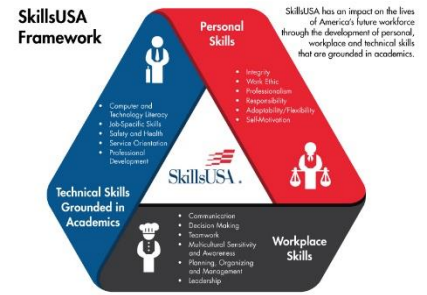 SkillsUSA
Framework
SkillsUSA has an impact on the lives
of America's future workforce
through the development of personal,
workplace and technical skills
that are grounded in academics.
Personal
Skills
• Integrity
• Work Ethic
• Professionalism
• Responsibility
• Adaptability/Flexibility
• Self-Motivation
• Computer and
Technology Literacy
• Job-Specific Skills
• Safety and Health
• Service Orientation
• Professional
Development
SkillsUSA.
Technical Skills
Grounded in
Academics
• Communication
• Decision Making
• Teamwork
• Multicultural Sensitivity
and Awareness
• Planning, Organizing
and Management
• Leadership
Workplace
Skills